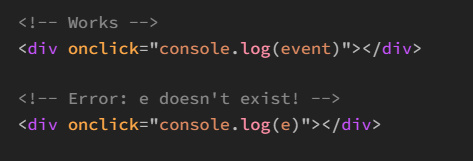 <!-- Works -->
<div onclick="console.log(event)"></div>
<!-- Error: e doesn't exist! -->
<div onclick="console.log(e)"></div>